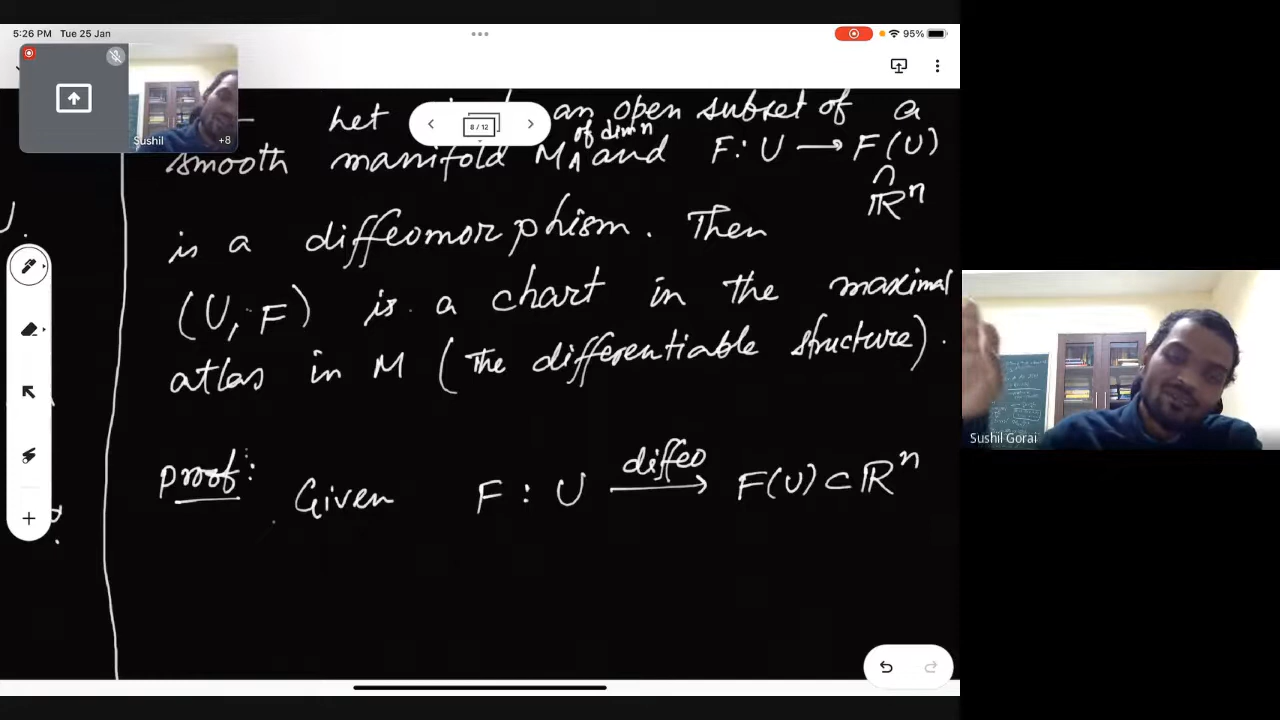 5:26 PM Tue 25 Jan
95%
Sushil
+8
8 / 12
Let an open subset of a
smooth manifold M of dim n and F : U → F(U)
∩
ℝⁿ
is a diffeomorphism. Then
(U, F) is a chart in the maximal
atlas in M (The differentiable structure).
Proof: Given F : U diffeo → F(U) ⊂ ℝⁿ
Sushil Gorai